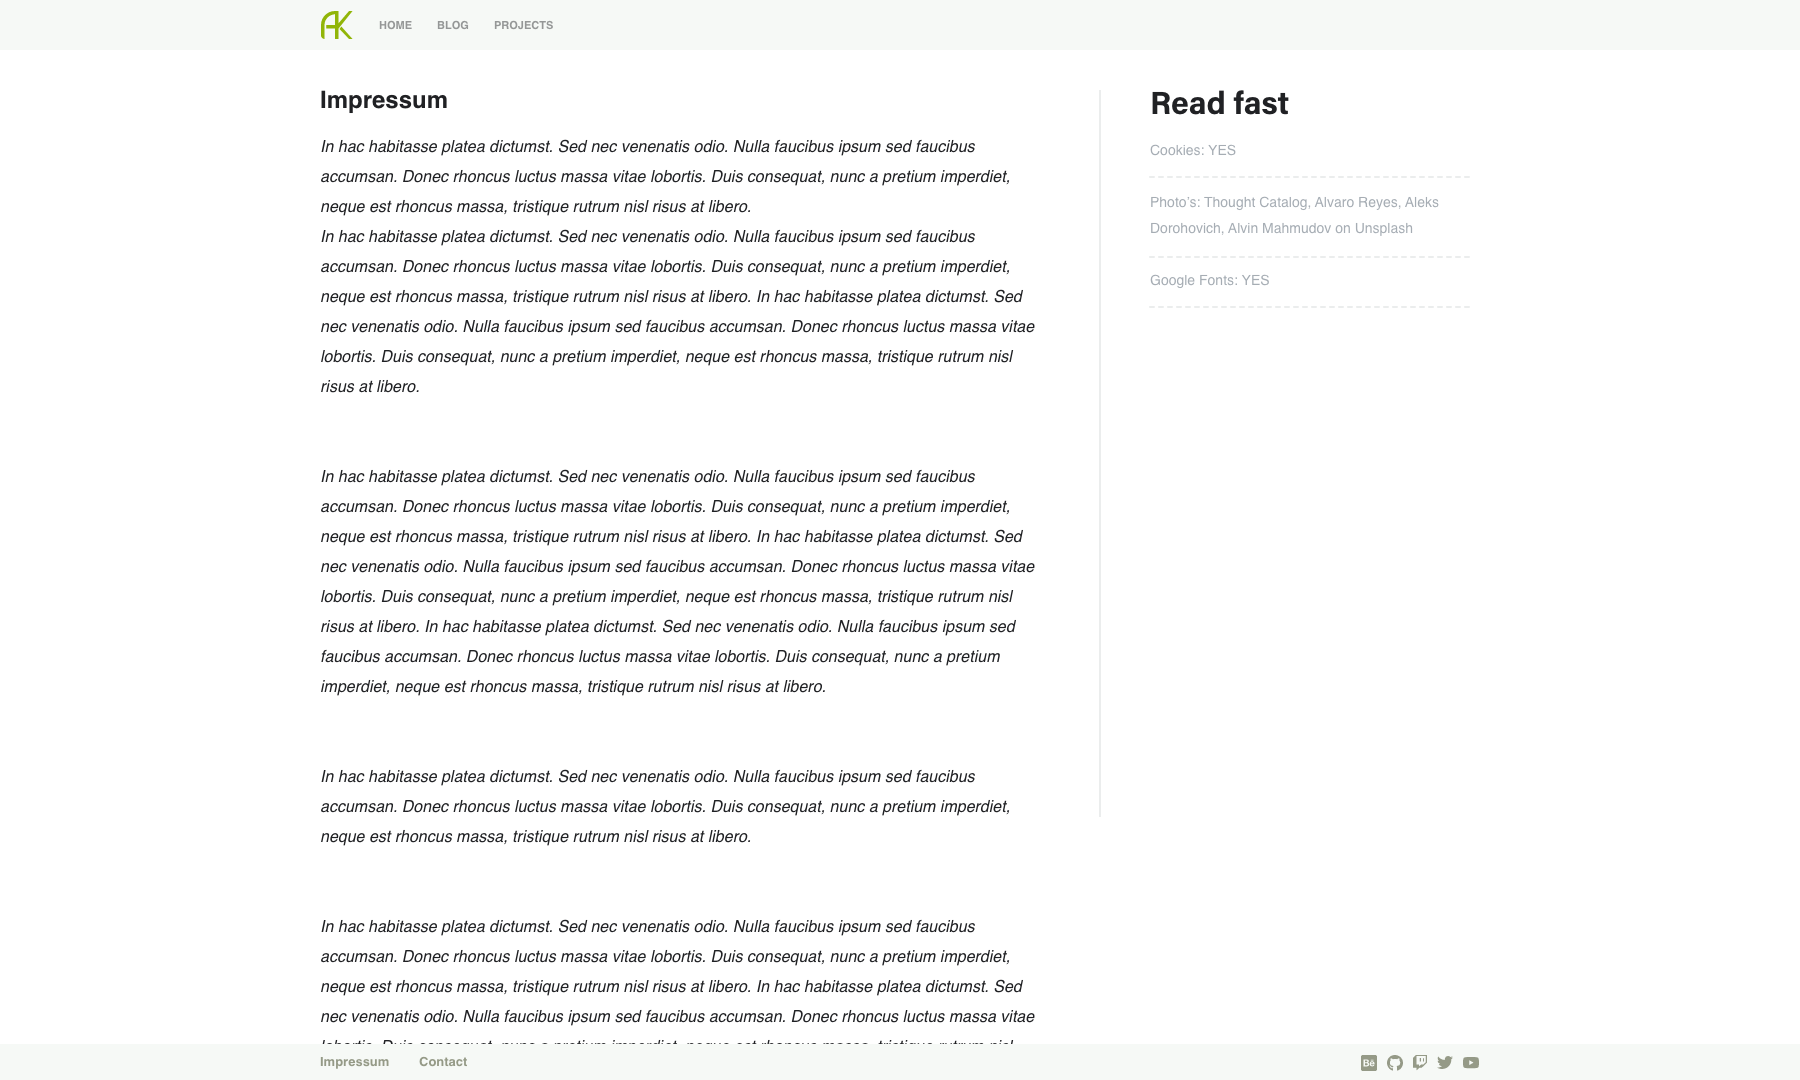 AK
HOME
BLOG
PROJECTS
Impressum
In hac habitasse platea dictumst. Sed nec venenatis odio. Nulla faucibus ipsum sed faucibus
accumsan. Donec rhoncus luctus massa vitae lobortis. Duis consequat, nunc a pretium imperdiet,
neque est rhoncus massa, tristique rutrum nisl risus at libero.
In hac habitasse platea dictumst. Sed nec venenatis odio. Nulla faucibus ipsum sed faucibus
accumsan. Donec rhoncus luctus massa vitae lobortis. Duis consequat, nunc a pretium imperdiet,
neque est rhoncus massa, tristique rutrum nisl risus at libero. In hac habitasse platea dictumst. Sed
nec venenatis odio. Nulla faucibus ipsum sed faucibus accumsan. Donec rhoncus luctus massa vitae
lobortis. Duis consequat, nunc a pretium imperdiet, neque est rhoncus massa, tristique rutrum nisl
risus at libero.
In hac habitasse platea dictumst. Sed nec venenatis odio. Nulla faucibus ipsum sed faucibus
accumsan. Donec rhoncus luctus massa vitae lobortis. Duis consequat, nunc a pretium imperdiet,
neque est rhoncus massa, tristique rutrum nisl risus at libero. In hac habitasse platea dictumst. Sed
nec venenatis odio. Nulla faucibus ipsum sed faucibus accumsan. Donec rhoncus luctus massa vitae
lobortis. Duis consequat, nunc a pretium imperdiet, neque est rhoncus massa, tristique rutrum nisl
risus at libero. In hac habitasse platea dictumst. Sed nec venenatis odio. Nulla faucibus ipsum sed
faucibus accumsan. Donec rhoncus luctus massa vitae lobortis. Duis consequat, nunc a pretium
imperdiet, neque est rhoncus massa, tristique rutrum nisl risus at libero.
In hac habitasse platea dictumst. Sed nec venenatis odio. Nulla faucibus ipsum sed faucibus
accumsan. Donec rhoncus luctus massa vitae lobortis. Duis consequat, nunc a pretium imperdiet,
neque est rhoncus massa, tristique rutrum nisl risus at libero.
In hac habitasse platea dictumst. Sed nec venenatis odio. Nulla faucibus ipsum sed faucibus
accumsan. Donec rhoncus luctus massa vitae lobortis. Duis consequat, nunc a pretium imperdiet,
neque est rhoncus massa, tristique rutrum nisl risus at libero. In hac habitasse platea dictumst. Sed
nec venenatis odio. Nulla faucibus ipsum sed faucibus accumsan. Donec rhoncus luctus massa vitae
lobortis. Duis consequat, nunc a pretium imperdiet, neque est rhoncus massa, tristique rutrum nisl
Read fast
Cookies: YES
Photo’s: Thought Catalog, Alvaro Reyes, Aleks
Dorohovich, Alvin Mahmudov on Unsplash
Google Fonts: YES
Impressum
Contact
Bē